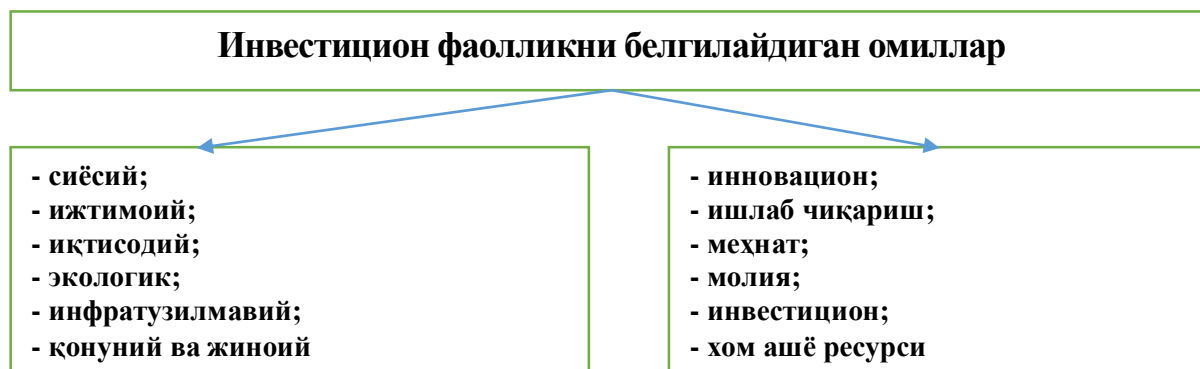 Инвестицион фаолликни белгилайдиган омиллар
- сиёсий;
- ижтимоий;
- иқтисодий;
- экологик;
- инфратузилмавий;
- қонуний ва жиноий
- инновацион;
- ишлаб чиқариш;
- меҳнат;
- молия;
- инвестицион;
- хом ашё ресурси